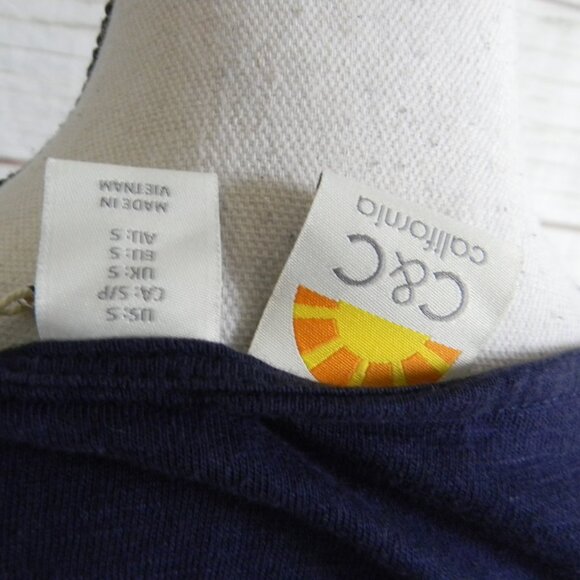 US: S
CA: S/P
UK: S
EU: S
AU: S
MADE IN
VIETNAM
C&C
california